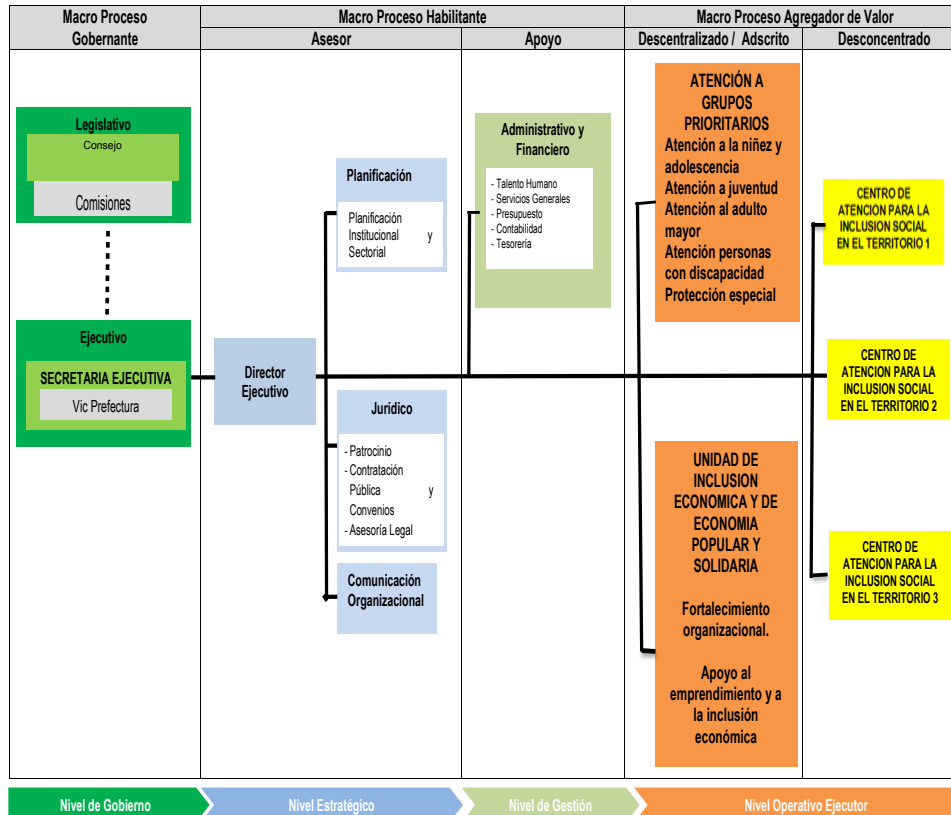 Macro Proceso
Gobernante
Macro Proceso Habilitante
Macro Proceso Agregador de Valor
Asesor
Apoyo
Descentralizado / Adscrito
Desconcentrado
Legislativo
Consejo
Comisiones
Ejecutivo
SECRETARIA EJECUTIVA
Vic Prefectura
Director
Ejecutivo
Planificación
Planificación
Institucional y
Sectorial
Jurídico
- Patrocinio
- Contratación
Pública y
Convenios
- Asesoría Legal
Comunicación
Organizacional
Administrativo y
Financiero
- Talento Humano
- Servicios Generales
- Presupuesto
- Contabilidad
- Tesorería
ATENCIÓN A
GRUPOS
PRIORITARIOS
Atención a la niñez y
adolescencia
Atención a juventud
Atención al adulto
mayor
Atención personas
con discapacidad
Protección especial
UNIDAD DE
INCLUSION
ECONOMICA Y DE
ECONOMIA
POPULAR Y
SOLIDARIA
Fortalecimiento
organizacional.
Apoyo al
emprendimiento y a
la inclusión
económica
CENTRO DE
ATENCION PARA LA
INCLUSION SOCIAL
EN EL TERRITORIO 1
CENTRO DE
ATENCION PARA LA
INCLUSION SOCIAL
EN EL TERRITORIO 2
CENTRO DE
ATENCION PARA LA
INCLUSION SOCIAL
EN EL TERRITORIO 3
Nivel de Gobierno
Nivel Estratégico
Nivel de Gestión
Nivel Operativo Ejecutor